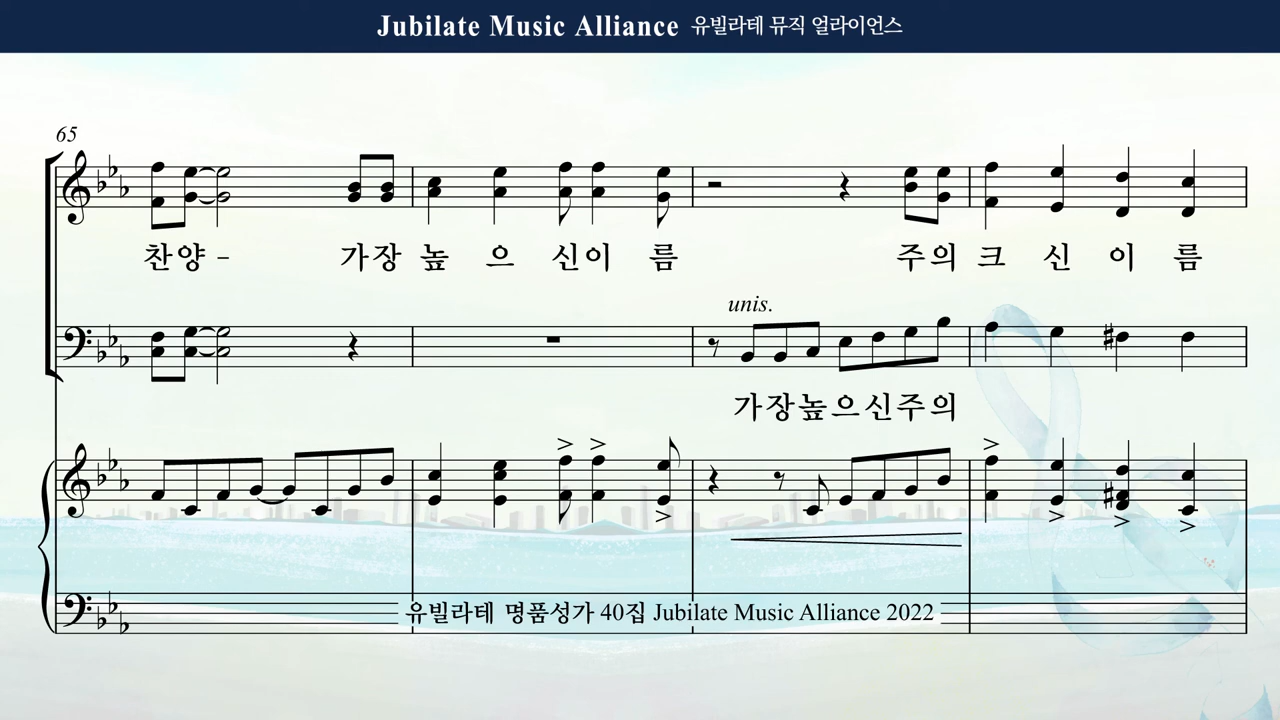 Jubilate Music Alliance 유빌라테 뮤직 얼라이언스
65
찬양 - 가장 높 으 신이 름 주의 크 신 이 름
unis.
가장높으신주의
유빌라테 명품성가 40집 Jubilate Music Alliance 2022